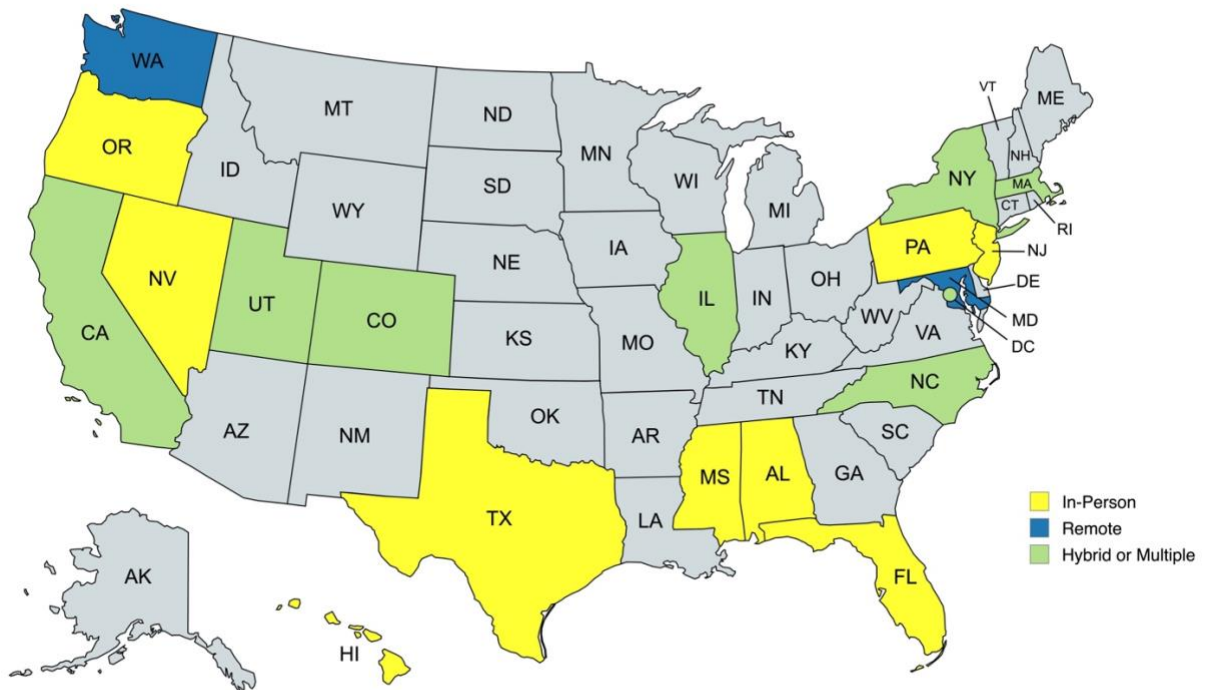 WA
MT
ND
MN
VT
ME
OR
ID
SD
WI
MI
NH
NY
MA
CT
RI
WY
IA
PA
NJ
NV
NE
OH
DE
UT
CO
IL
IN
WV
MD
CA
KS
MO
KY
VA
DC
NC
TN
AZ
NM
OK
AR
SC
MS
AL
GA
TX
LA
In-Person
Remote
Hybrid or Multiple
AK
FL
HI